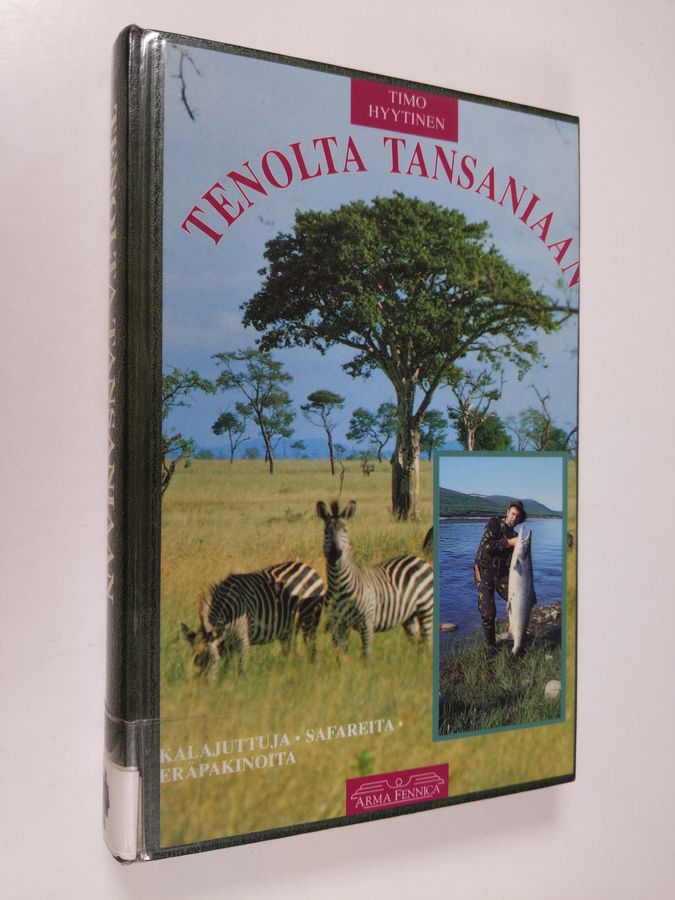 TIMO
HYYTINEN
TENOLTA TANSANIAAN
TENOLTA TANSANIAAN
KALAJUTTUJA • SAFAREITA •
ERÄPAKINOITA
ARMA FENNICA